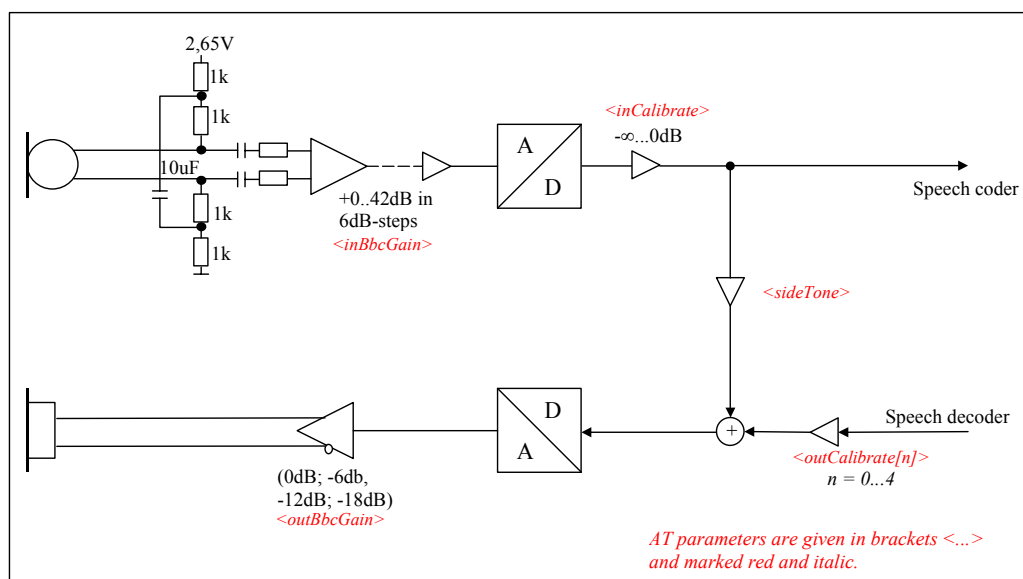 2,65V
1k
1k
10uF
1k
1k
+0..42dB in
6dB-steps
<inBbcGain>
A
D
<inCalibrate>
-∞...0dB
Speech coder
<sideTone>
(0dB; -6db,
-12dB; -18dB)
<outBbcGain>
D
A
+
Speech decoder
<outCalibrate[n]>
n = 0...4
AT parameters are given in brackets <...>
and marked red and italic.